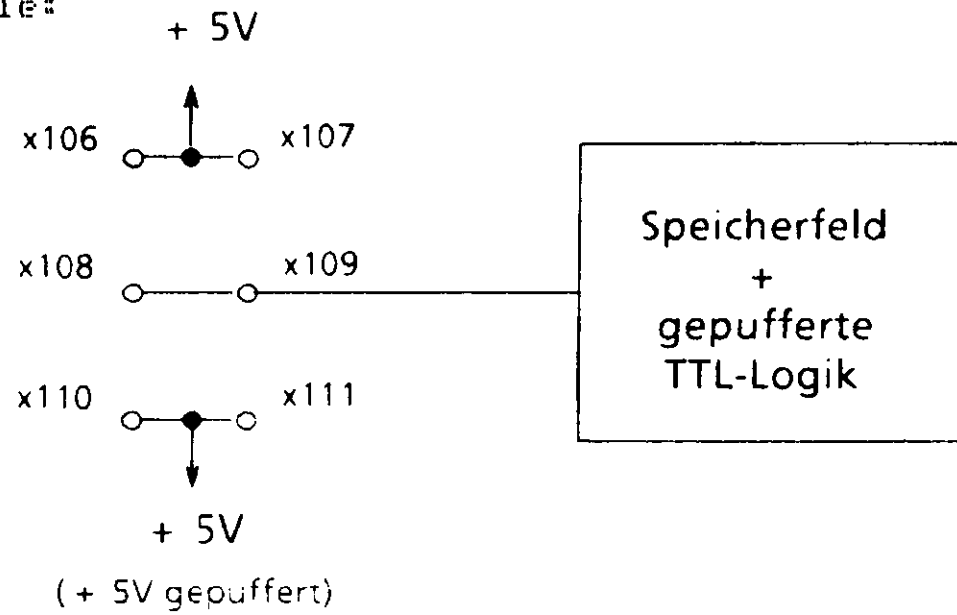 + 5V
x106 x107
x108 x109
x110 x111
+ 5V
(+ 5V gepuffert)
Speicherfeld
+
gepufferte
TTL-Logik